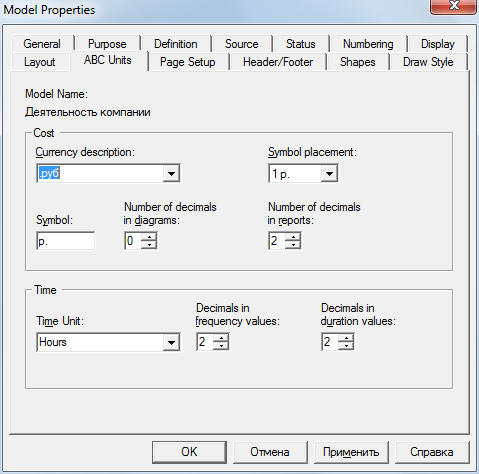 Model Properties
General Purpose Definition Source Status Numbering Display
Layout ABC Units Page Setup Header/Footer Shapes Draw Style
Model Name:
Деятельность компании
Cost
Currency description: Symbol placement:
.руб 1 р.
Number of decimals Number of decimals
Symbol: in diagrams: in reports:
р. 0 2
Time
Decimals in Decimals in
Time Unit: frequency values: duration values:
Hours 2 2
OK Отмена Применить Справка